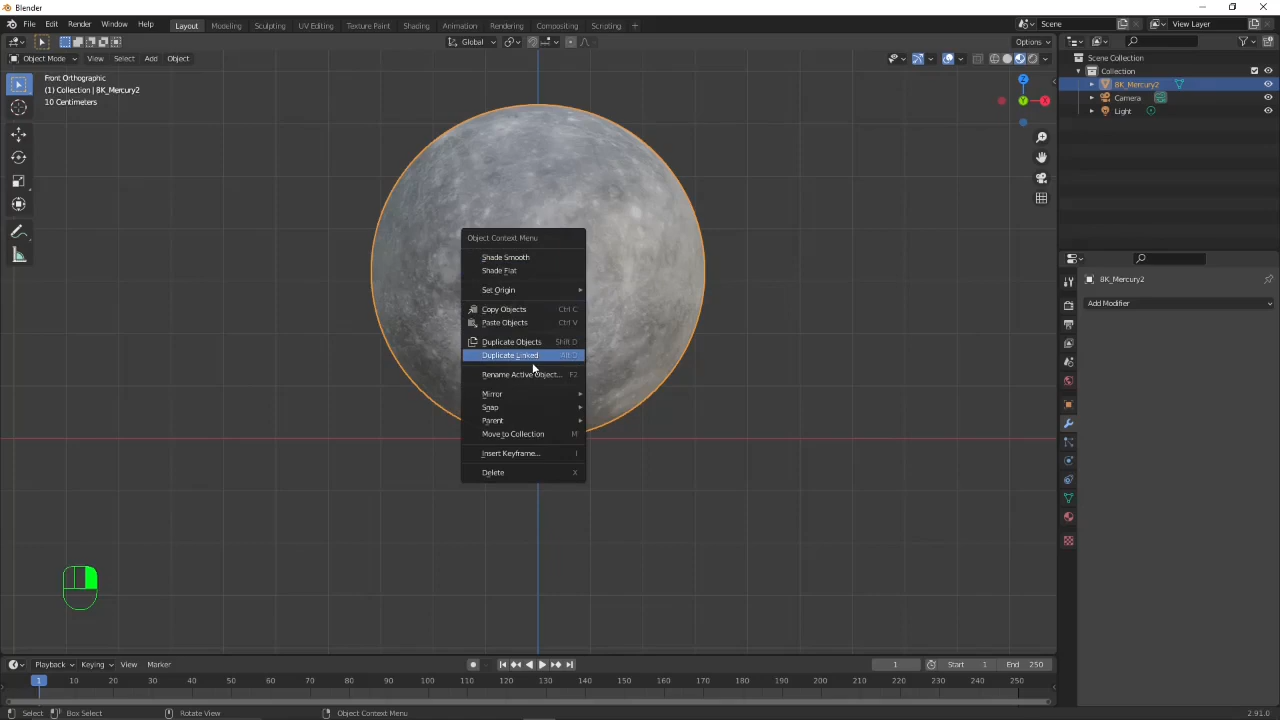 Blender
File Edit Render Window Help
Layout Modeling Sculpting UV Editing Texture Paint Shading Animation Rendering Compositing Scripting +
Scene
View Layer
Global
Options
Object Mode View Select Add Object
Front Orthographic
(1) Collection | 8K_Mercury2
10 Centimeters
Z
Y
X
Scene Collection
Collection
8K_Mercury2
Camera
Light
8K_Mercury2
Add Modifier
Object Context Menu
Shade Smooth
Shade Flat
Set Origin
Copy Objects Ctrl C
Paste Objects Ctrl V
Duplicate Objects Shift D
Duplicate Linked Alt D
Rename Active Object... F2
Mirror
Snap
Parent
Move to Collection M
Insert Keyframe... I
Delete X
Playback Keying View Marker
1 Start 1 End 250
1 10 20 30 40 50 60 70 80 90 100 110 120 130 140 150 160 170 180 190 200 210 220 230 240 250
Select Box Select Rotate View Object Context Menu 2.91.0